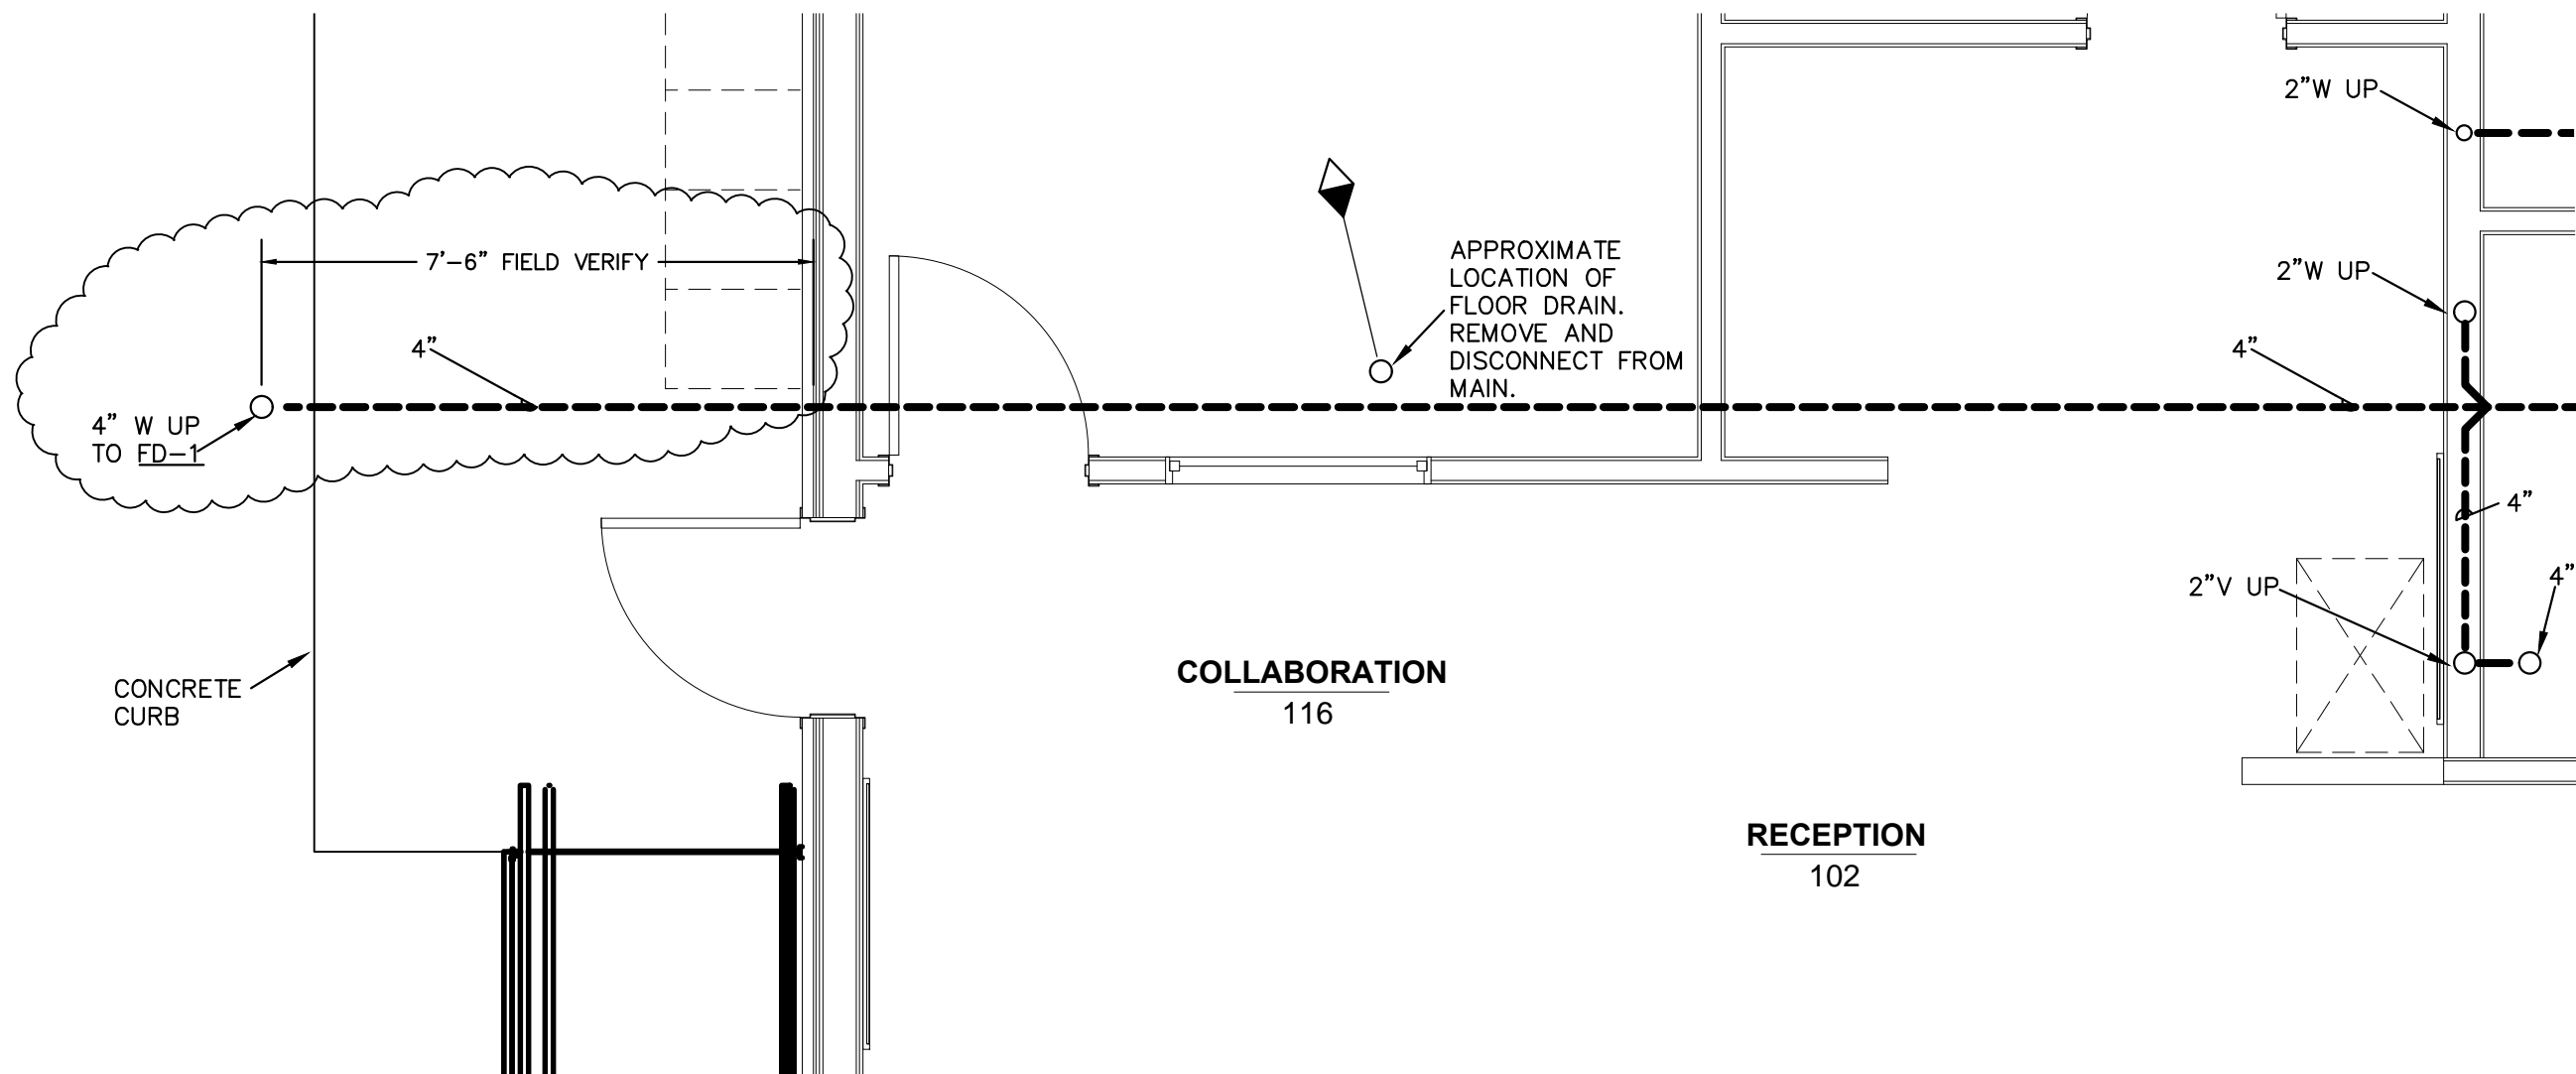 2”W UP
7’-6” FIELD VERIFY
APPROXIMATE
LOCATION OF
FLOOR DRAIN.
REMOVE AND
DISCONNECT FROM
MAIN.
2”W UP
4”
4”
4” W UP
TO FD-1
4”
4”
2”V UP
CONCRETE
CURB
COLLABORATION
116
RECEPTION
102